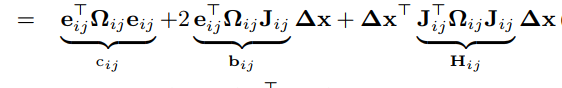 = e_{ij}^⊤Ω_{ij}e_{ij} +2 e_{ij}^⊤Ω_{ij}J_{ij} Δx + Δx^⊤ J_{ij}^⊤Ω_{ij}J_{ij} Δx
c_{ij} b_{ij} H_{ij}
⊤